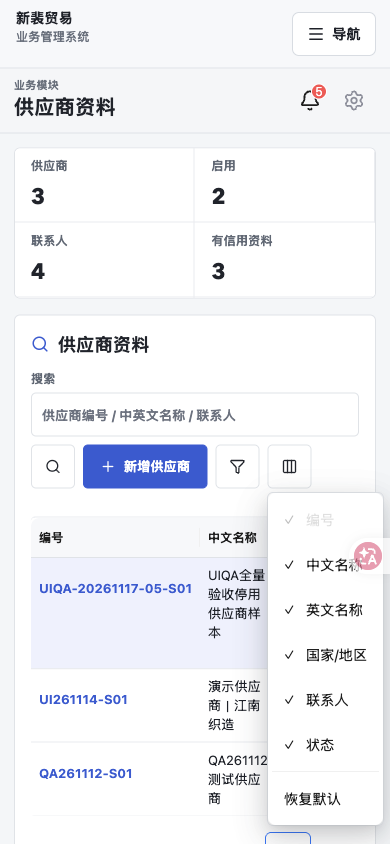 新裴贸易
业务管理系统
导航
业务模块
供应商资料
5
供应商
3
启用
2
联系人
4
有信用资料
3
供应商资料
搜索
供应商编号 / 中英文名称 / 联系人
新增供应商
编号
中文名称
UIQA-20261117-05-S01
UIQA全量
验收停用
供应商样
本
UI261114-S01
演示供应
商 | 江南
织造
QA261112-S01
QA261112
测试供应
商
编号
中文名称
英文名称
国家/地区
联系人
状态
恢复默认